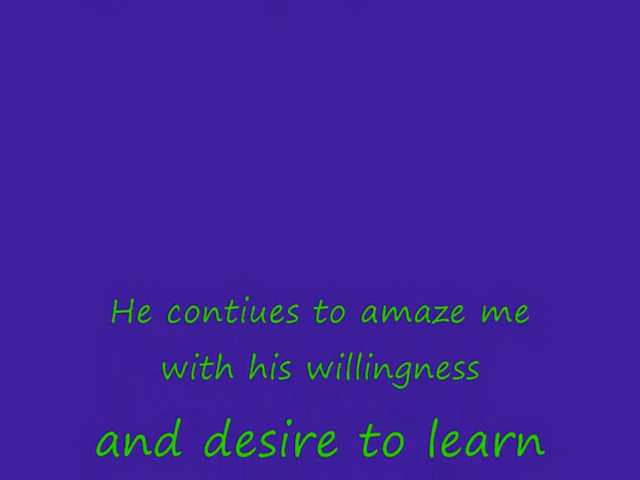 He contiues to amaze me
with his willingness
and desire to learn